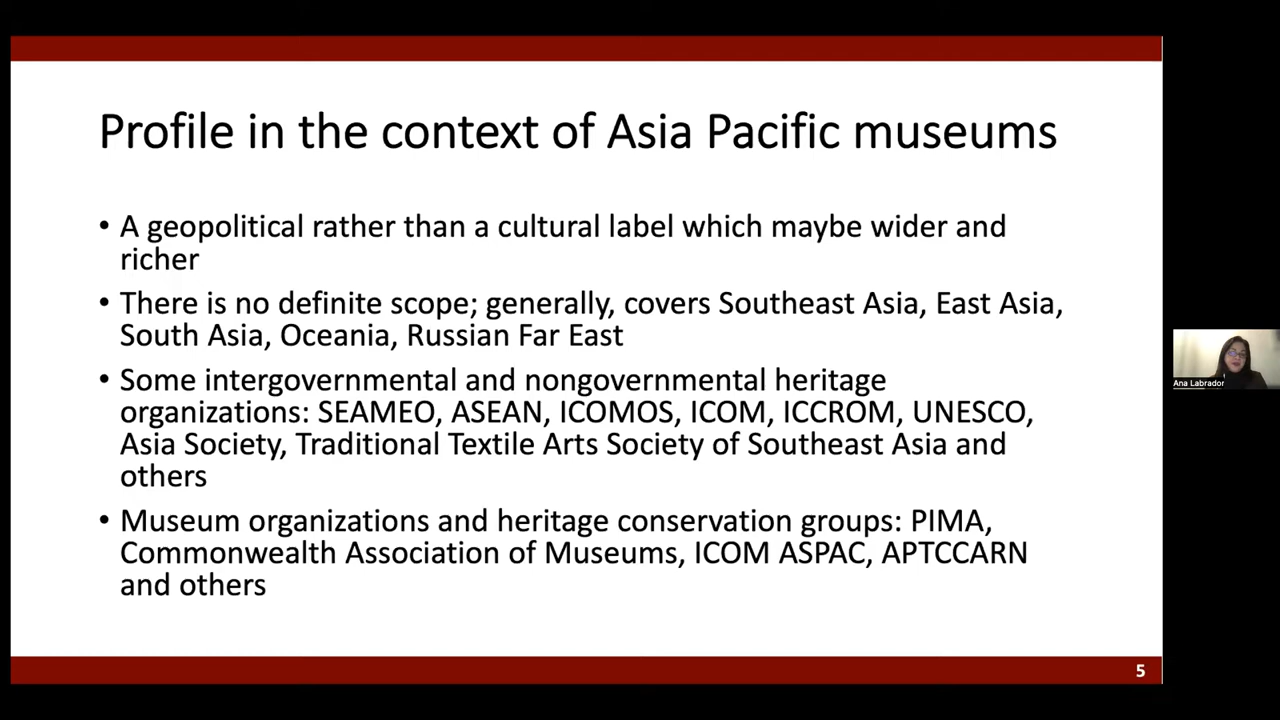 Profile in the context of Asia Pacific museums
• A geopolitical rather than a cultural label which maybe wider and
richer
• There is no definite scope; generally, covers Southeast Asia, East Asia,
South Asia, Oceania, Russian Far East
• Some intergovernmental and nongovernmental heritage
organizations: SEAMEO, ASEAN, ICOMOS, ICOM, ICCROM, UNESCO,
Asia Society, Traditional Textile Arts Society of Southeast Asia and
others
• Museum organizations and heritage conservation groups: PIMA,
Commonwealth Association of Museums, ICOM ASPAC, APTCCARN
and others
5
Ana Labrador